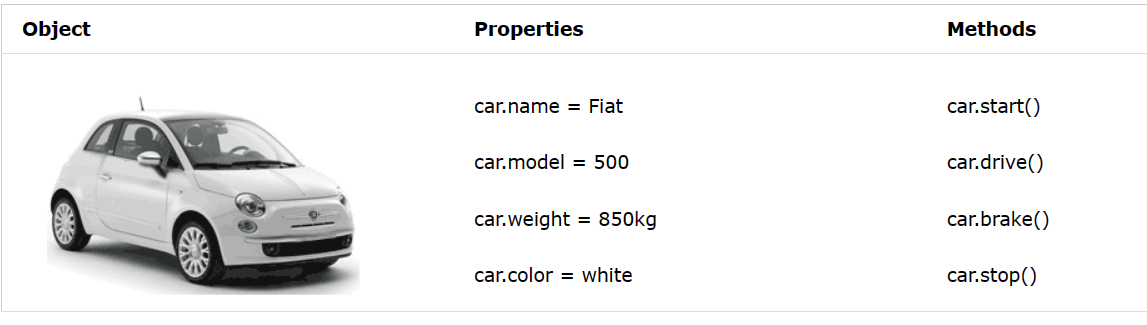 Object Properties Methods
car.name = Fiat car.start()
car.model = 500 car.drive()
car.weight = 850kg car.brake()
car.color = white car.stop()